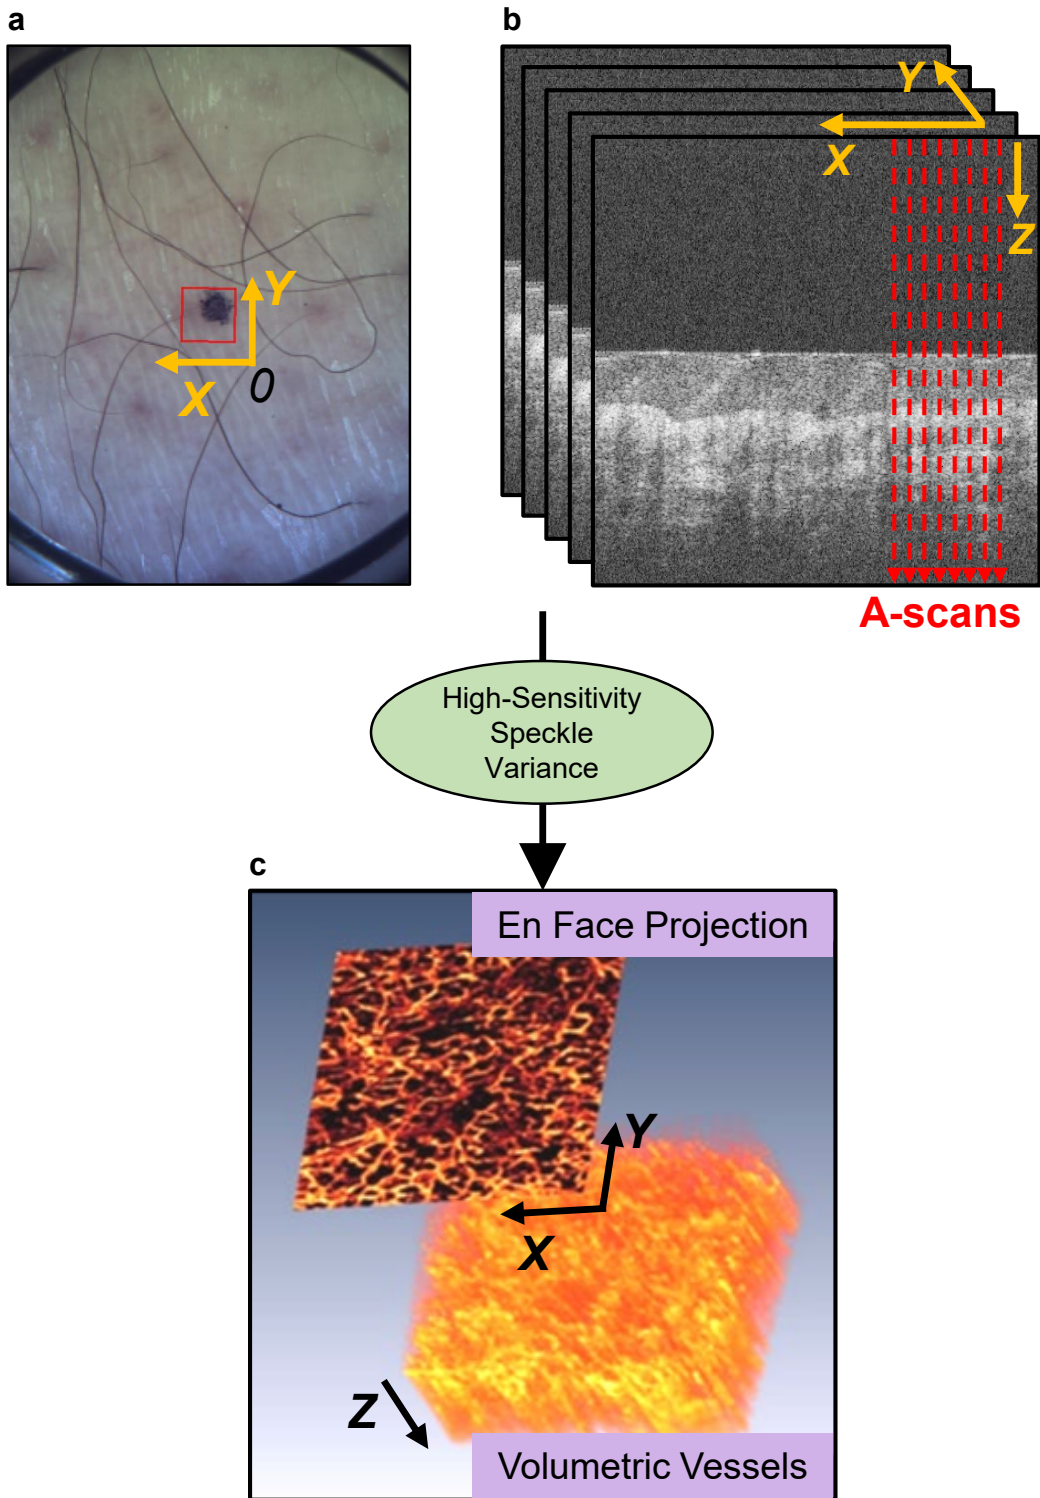 a
b
Y
X
Z
Y
X
0
A-scans
High-Sensitivity
Speckle
Variance
c
En Face Projection
Y
X
Z
Volumetric Vessels